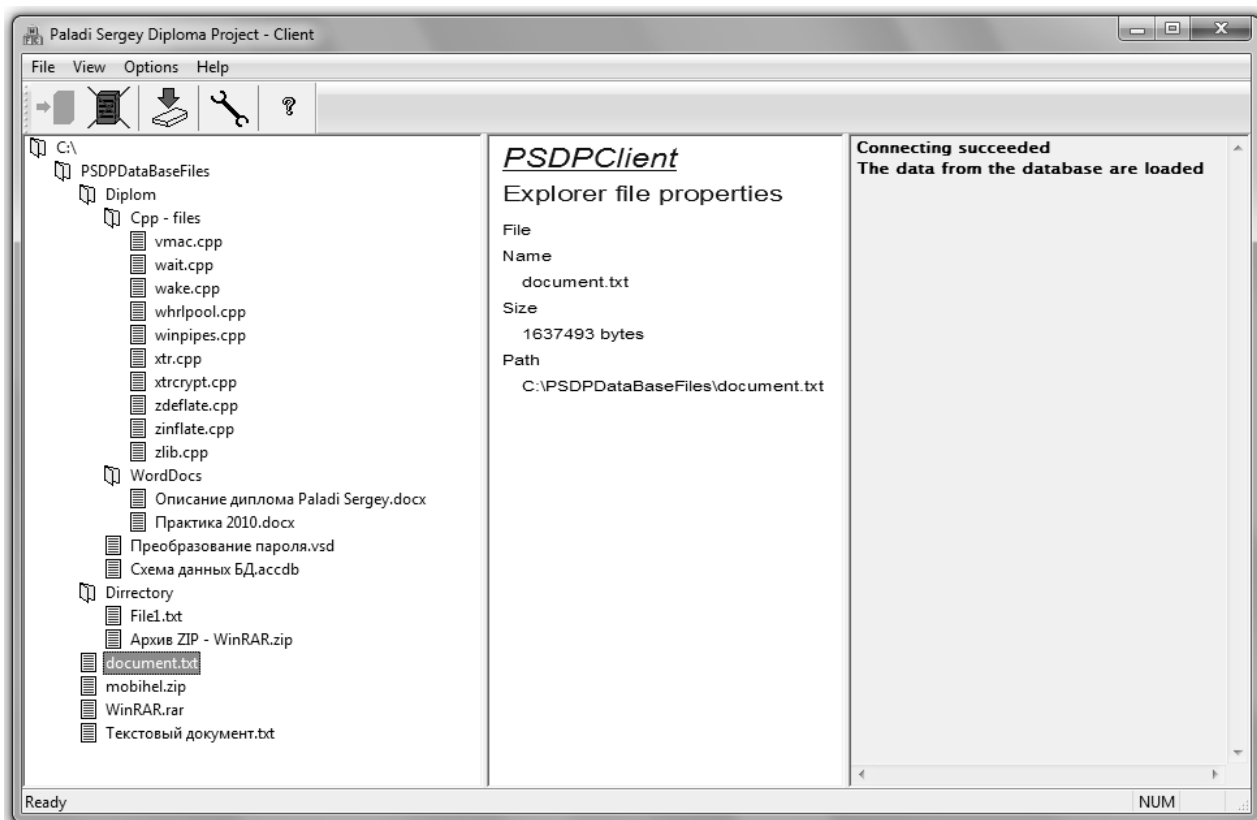 Paladi Sergey Diploma Project - Client
File View Options Help
C:\
PSDPDataBaseFiles
Diplom
Cpp - files
vmac.cpp
wait.cpp
wake.cpp
whrlpool.cpp
winpipes.cpp
xtr.cpp
xtrcrypt.cpp
zdeflate.cpp
zinflate.cpp
zlib.cpp
WordDocs
Описание диплома Paladi Sergey.docx
Практика 2010.docx
Преобразование пароля.vsd
Схема данных БД.accdb
Dirrectory
File1.txt
Архив ZIP - WinRAR.zip
document.txt
mobihel.zip
WinRAR.rar
Текстовый документ.txt
PSDPClient
Explorer file properties
File
Name
document.txt
Size
1637493 bytes
Path
C:\PSDPDataBaseFiles\document.txt
Connecting succeeded
The data from the database are loaded
Ready
NUM